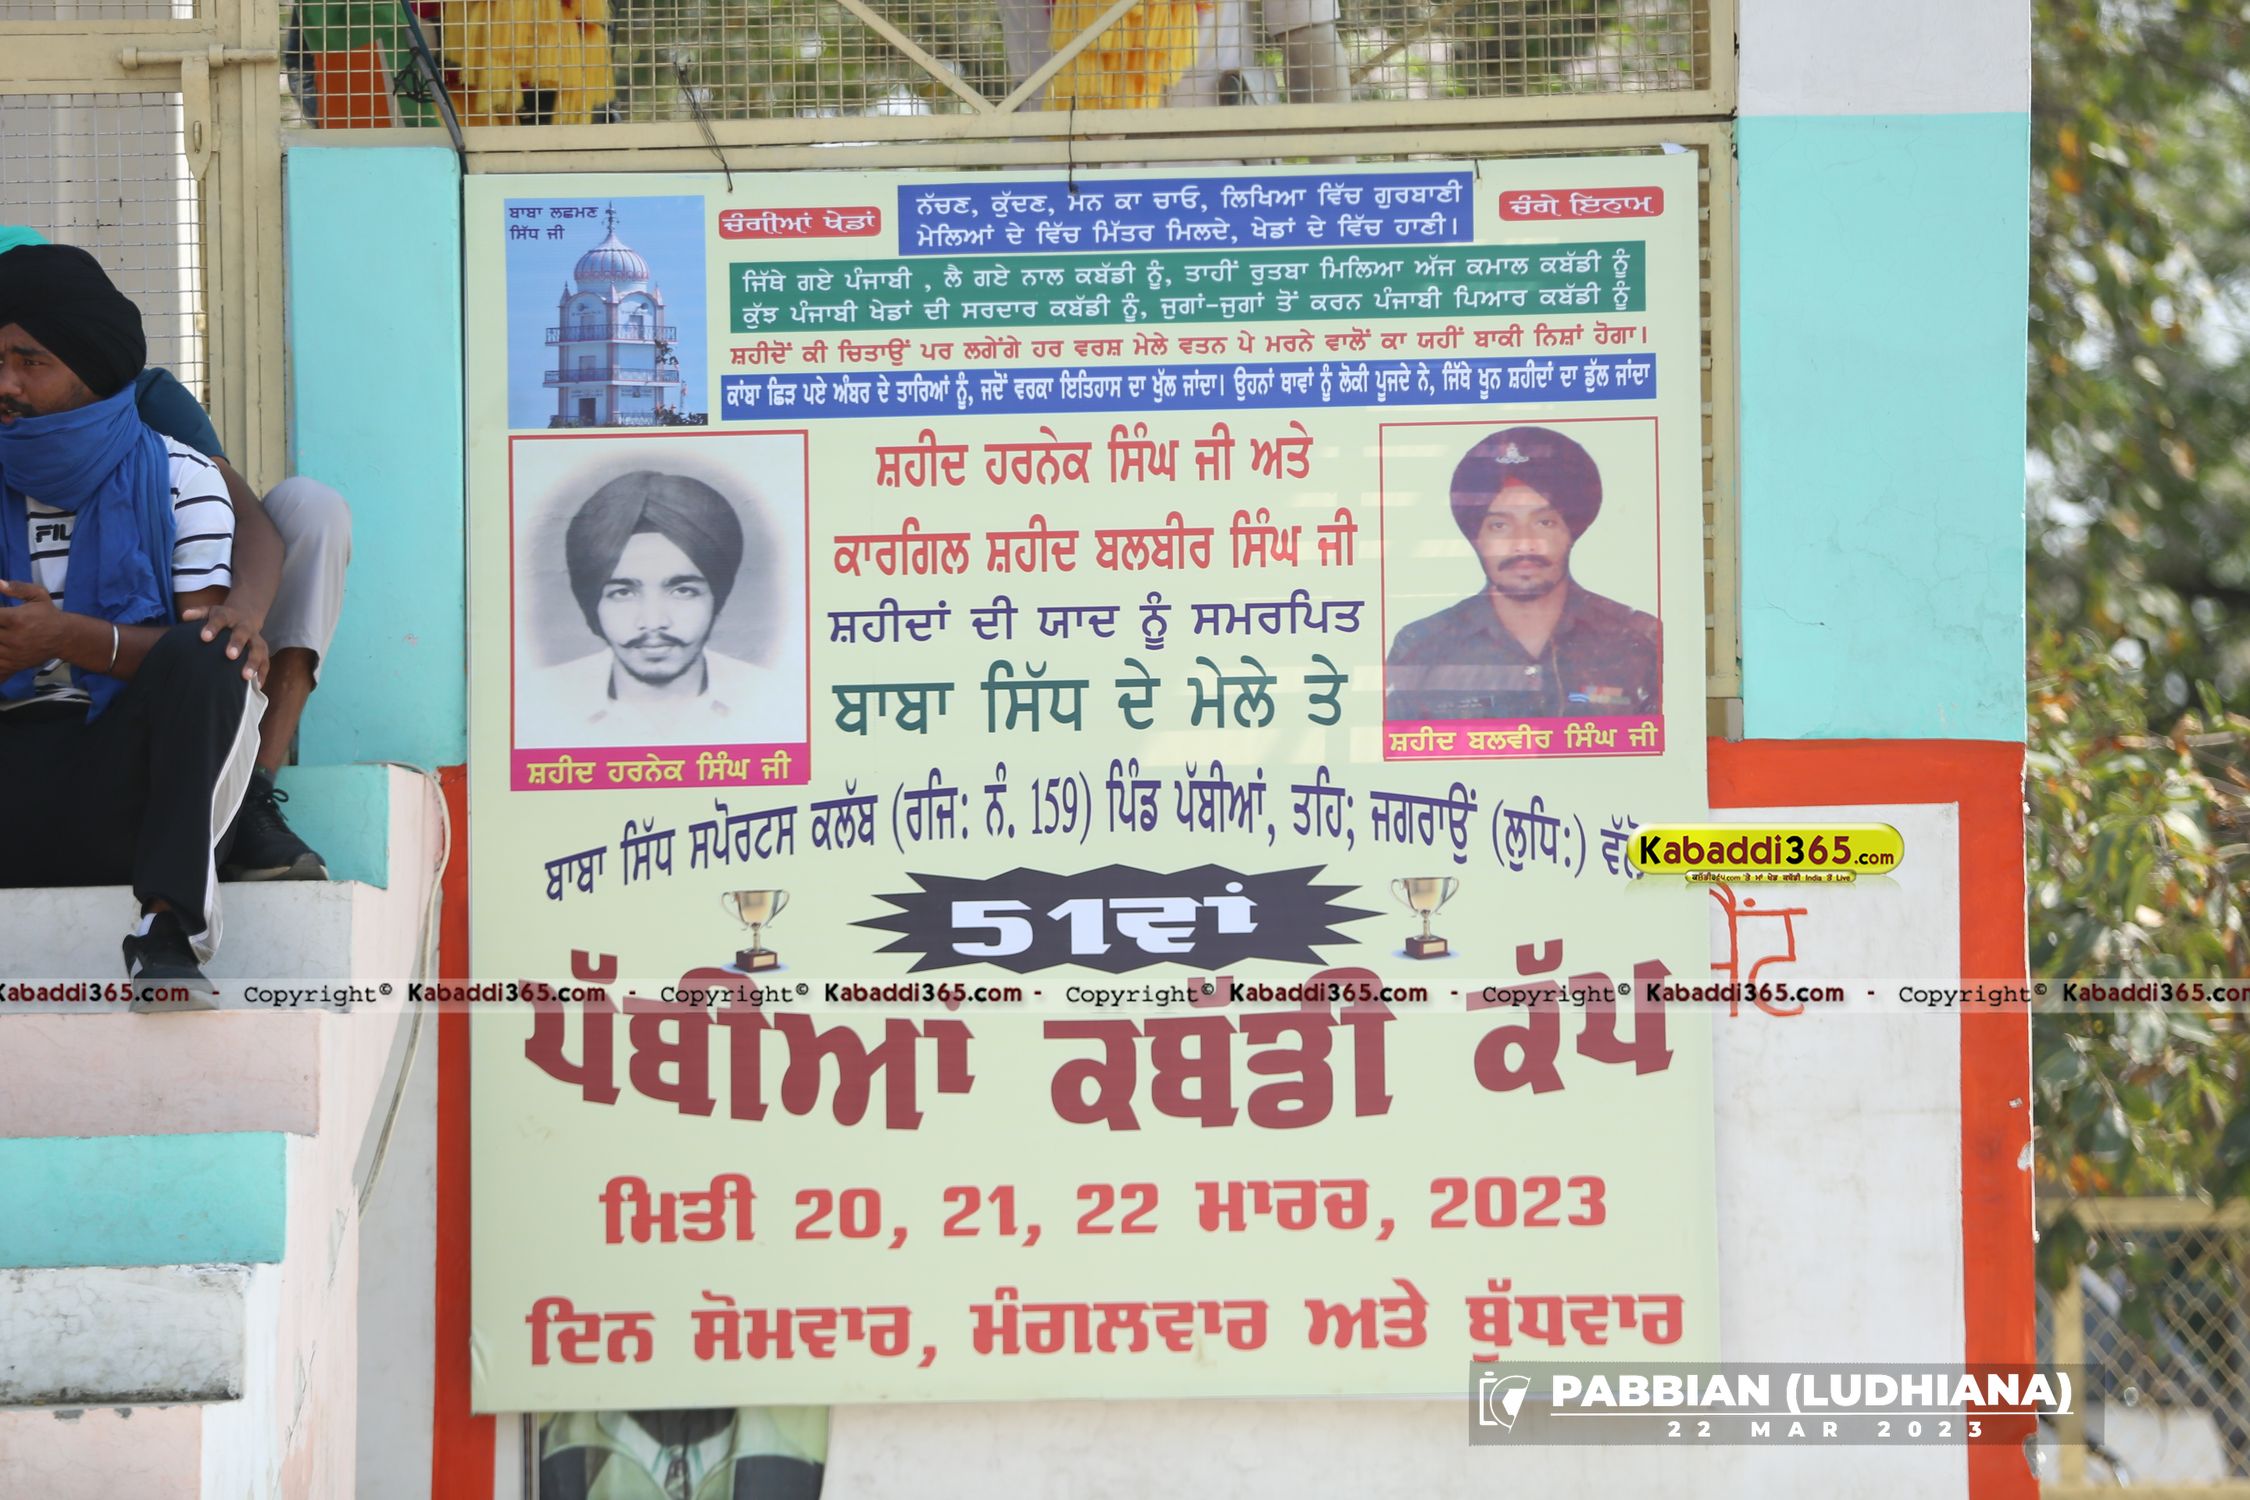 ਬਾਬਾ ਲਛਮਣ
ਸਿੱਧ ਜੀ
ਚੰਗੀਆਂ ਖੇਡਾਂ
ਨੱਚਣ, ਕੁੱਦਣ, ਮਨ ਕਾ ਚਾਓ, ਲਿਖਿਆ ਵਿੱਚ ਗੁਰਬਾਣੀ
ਮੇਲਿਆਂ ਦੇ ਵਿੱਚ ਮਿੱਤਰ ਮਿਲਦੇ, ਖੇਡਾਂ ਦੇ ਵਿੱਚ ਹਾਣੀ।
ਚੰਗੇ ਇਨਾਮ
ਜਿੱਥੇ ਗਏ ਪੰਜਾਬੀ , ਲੈ ਗਏ ਨਾਲ ਕਬੱਡੀ ਨੂੰ, ਤਾਹੀਂ ਰੁਤਬਾ ਮਿਲਿਆ ਅੱਜ ਕਮਾਲ ਕਬੱਡੀ ਨੂੰ
ਕੁੱਝ ਪੰਜਾਬੀ ਖੇਡਾਂ ਦੀ ਸਰਦਾਰ ਕਬੱਡੀ ਨੂੰ, ਜੁਗਾਂ-ਜੁਗਾਂ ਤੋਂ ਕਰਨ ਪੰਜਾਬੀ ਪਿਆਰ ਕਬੱਡੀ ਨੂੰ
ਸ਼ਹੀਦੋਂ ਕੀ ਚਿਤਾਉਂ ਪਰ ਲਗੇਂਗੇ ਹਰ ਵਰਸ਼ ਮੇਲੇ ਵਤਨ ਪੇ ਮਰਨੇ ਵਾਲੋਂ ਕਾ ਯਹੀਂ ਬਾਕੀ ਨਿਸ਼ਾਂ ਹੋਗਾ।
ਕਾਂਬਾ ਛਿੜ ਪਏ ਅੰਬਰ ਦੇ ਤਾਰਿਆਂ ਨੂੰ, ਜਦੋਂ ਵਰਕਾ ਇਤਿਹਾਸ ਦਾ ਖੁੱਲ ਜਾਂਦਾ। ਉਹਨਾਂ ਥਾਵਾਂ ਨੂੰ ਲੋਕੀ ਪੂਜਦੇ ਨੇ, ਜਿੱਥੇ ਖੂਨ ਸ਼ਹੀਦਾਂ ਦਾ ਡੁੱਲ ਜਾਂਦਾ
ਸ਼ਹੀਦ ਹਰਨੇਕ ਸਿੰਘ ਜੀ ਅਤੇ
ਕਾਰਗਿਲ ਸ਼ਹੀਦ ਬਲਬੀਰ ਸਿੰਘ ਜੀ
ਸ਼ਹੀਦਾਂ ਦੀ ਯਾਦ ਨੂੰ ਸਮਰਪਿਤ
ਬਾਬਾ ਸਿੱਧ ਦੇ ਮੇਲੇ ਤੇ
ਸ਼ਹੀਦ ਹਰਨੇਕ ਸਿੰਘ ਜੀ
ਸ਼ਹੀਦ ਬਲਵੀਰ ਸਿੰਘ ਜੀ
ਬਾਬਾ ਸਿੱਧ ਸਪੋਰਟਸ ਕਲੱਬ (ਰਜਿ: ਨੰ. 159) ਪਿੰਡ ਪੱਬੀਆਂ, ਤਹਿ; ਜਗਰਾਉਂ (ਲੁਧਿ:)
Kabaddi365.com
51ਵਾਂ
ਪੱਬੀਆਂ ਕਬੱਡੀ ਕੱਪ
Kabaddi365.com - Copyright© Kabaddi365.com - Copyright© Kabaddi365.com - Copyright© Kabaddi365.com - Copyright© Kabaddi365.com - Copyright© Kabaddi365.com
ਮਿਤੀ 20, 21, 22 ਮਾਰਚ, 2023
ਦਿਨ ਸੋਮਵਾਰ, ਮੰਗਲਵਾਰ ਅਤੇ ਬੁੱਧਵਾਰ
PABBIAN (LUDHIANA)
22 MAR 2023